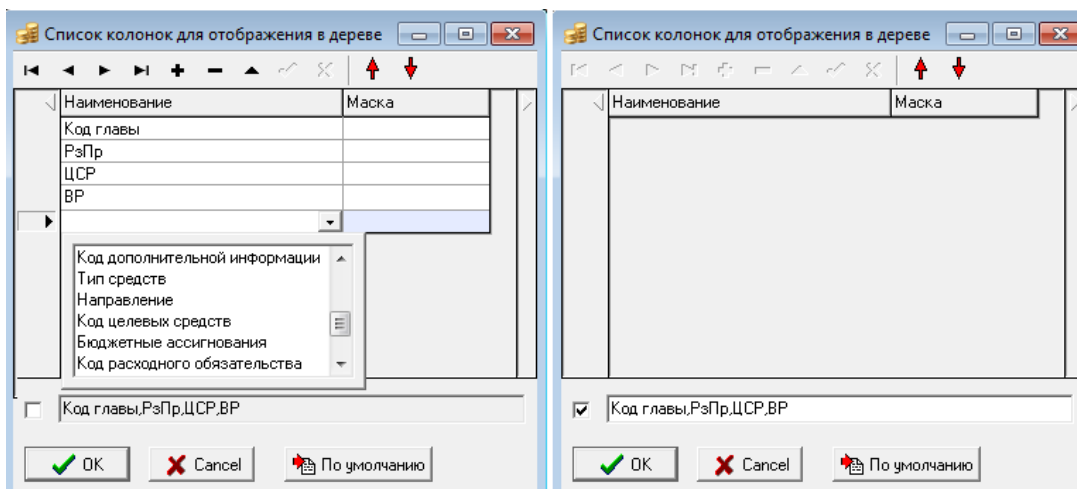 Список колонок для отображения в дереве
Наименование Маска
Код главы
РзПр
ЦСР
ВР
Код дополнительной информации
Тип средств
Направление
Код целевых средств
Бюджетные ассигнования
Код расходного обязательства
Код главы,РзПр,ЦСР,ВР
OK Cancel По умолчанию
Список колонок для отображения в дереве
Наименование Маска
Код главы,РзПр,ЦСР,ВР
OK Cancel По умолчанию